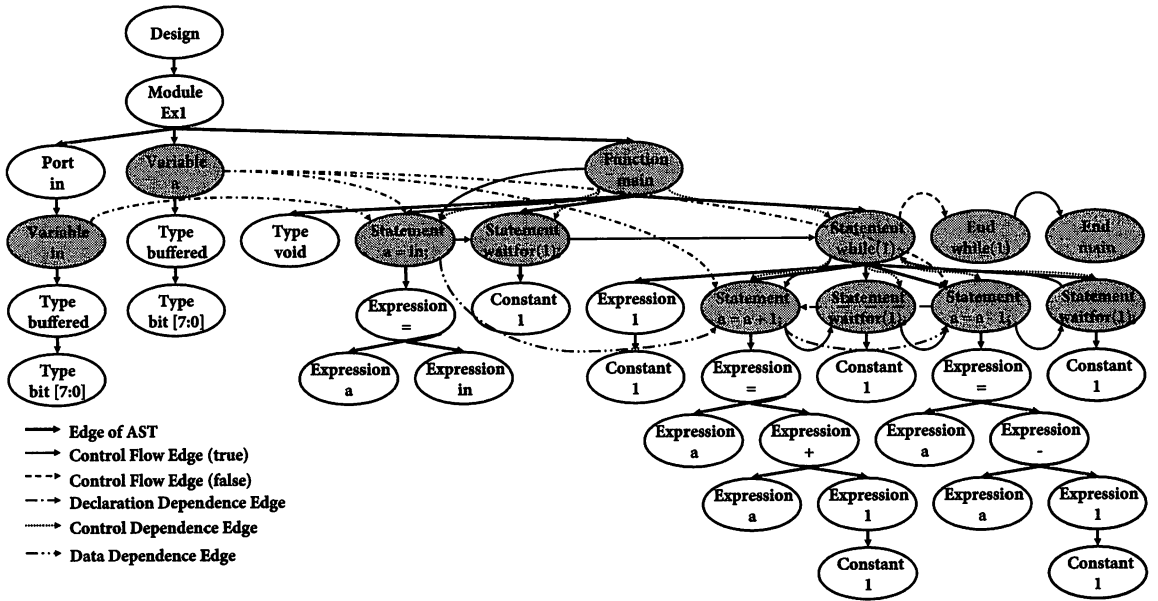 Design
Module
Ex1
Port
in
Variable
a
Function
main
Variable
in
Type
buffered
Type
void
Statement
a = in;
Statement
waitfor(1);
Statement
while(1)
End
while(1)
End
main
Type
buffered
Type
bit [7:0]
Expression
=
Constant
1
Expression
1
Statement
a = a + 1;
Statement
waitfor(1);
Statement
a = a - 1;
Statement
waitfor(1);
Type
bit [7:0]
Expression
a
Expression
in
Constant
1
Expression
=
Constant
1
Expression
=
Constant
1
Expression
a
Expression
+
Expression
a
Expression
-
Expression
a
Expression
1
Expression
a
Expression
1
Constant
1
Constant
1
Edge of AST
Control Flow Edge (true)
Control Flow Edge (false)
Declaration Dependence Edge
Control Dependence Edge
Data Dependence Edge